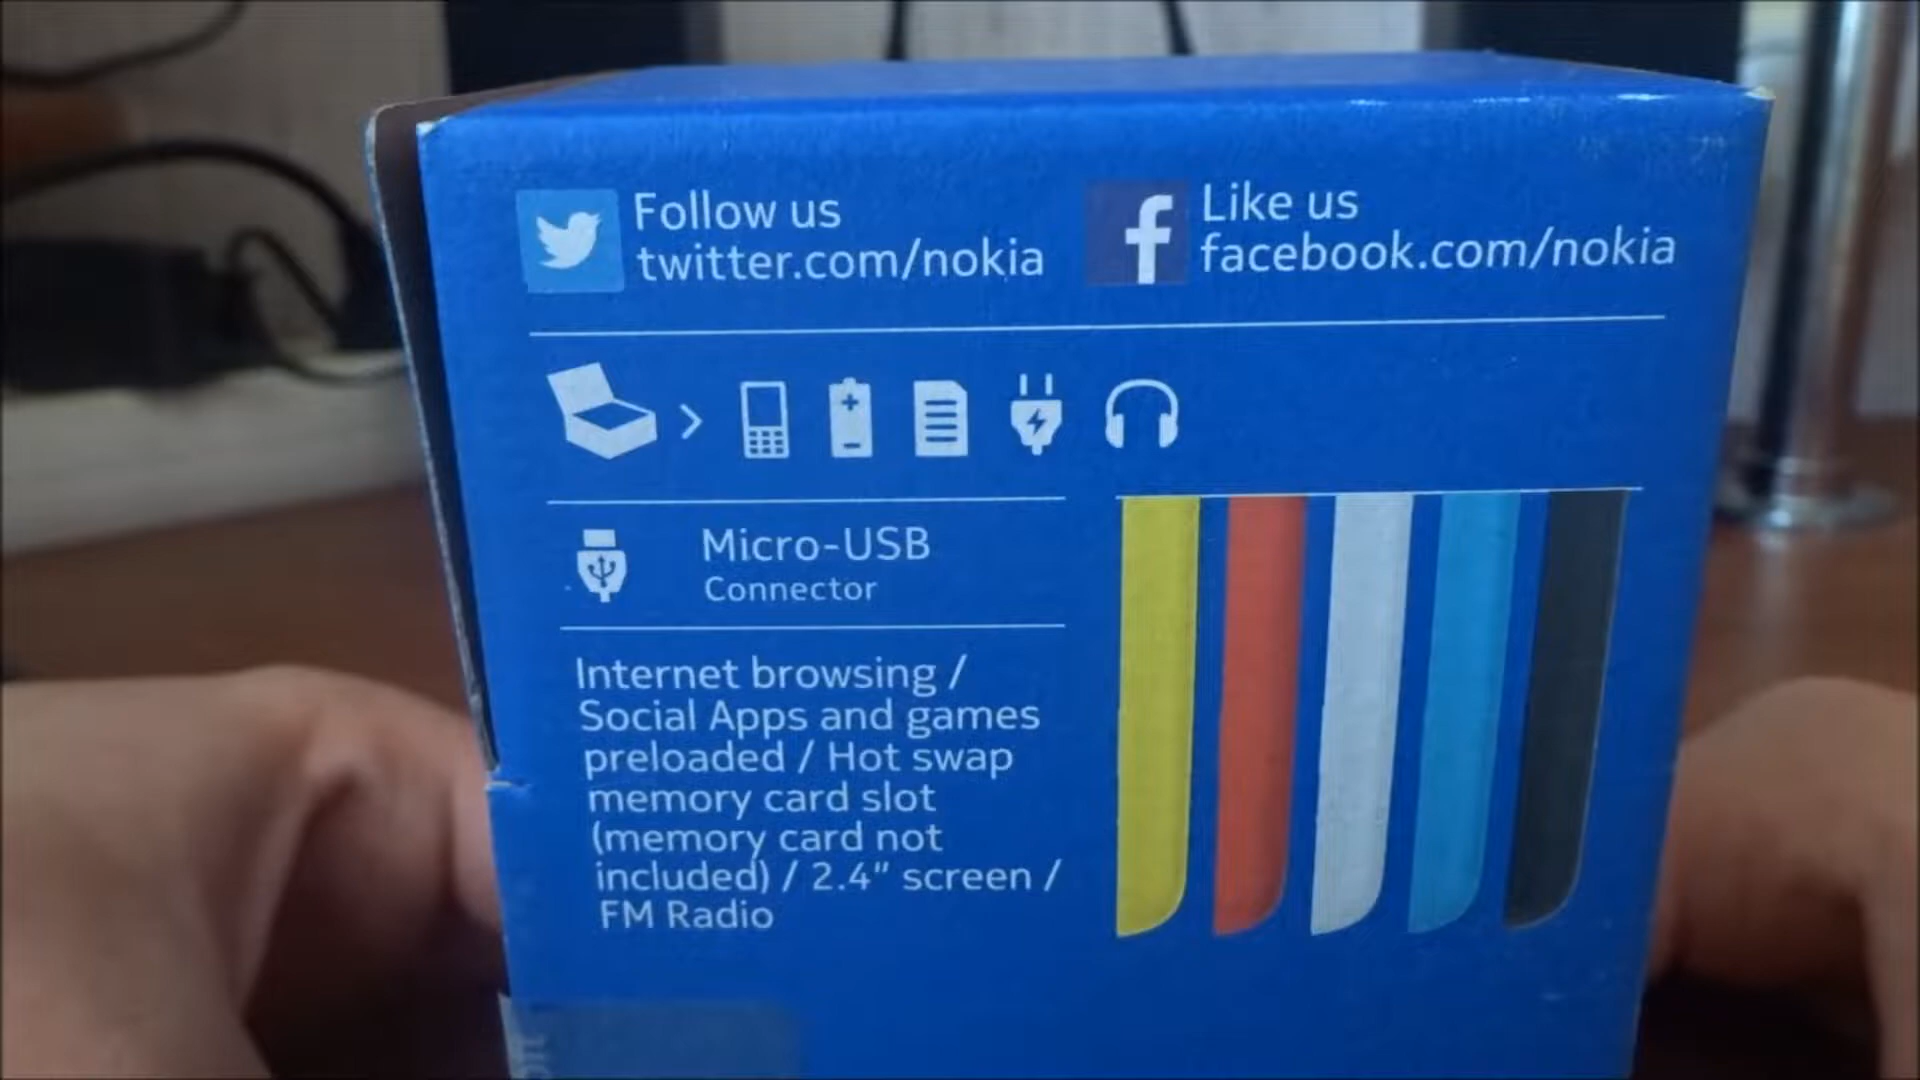 Follow us
twitter.com/nokia
Like us
facebook.com/nokia
Micro-USB
Connector
Internet browsing /
Social Apps and games
preloaded / Hot swap
memory card slot
(memory card not
included) / 2.4" screen /
FM Radio